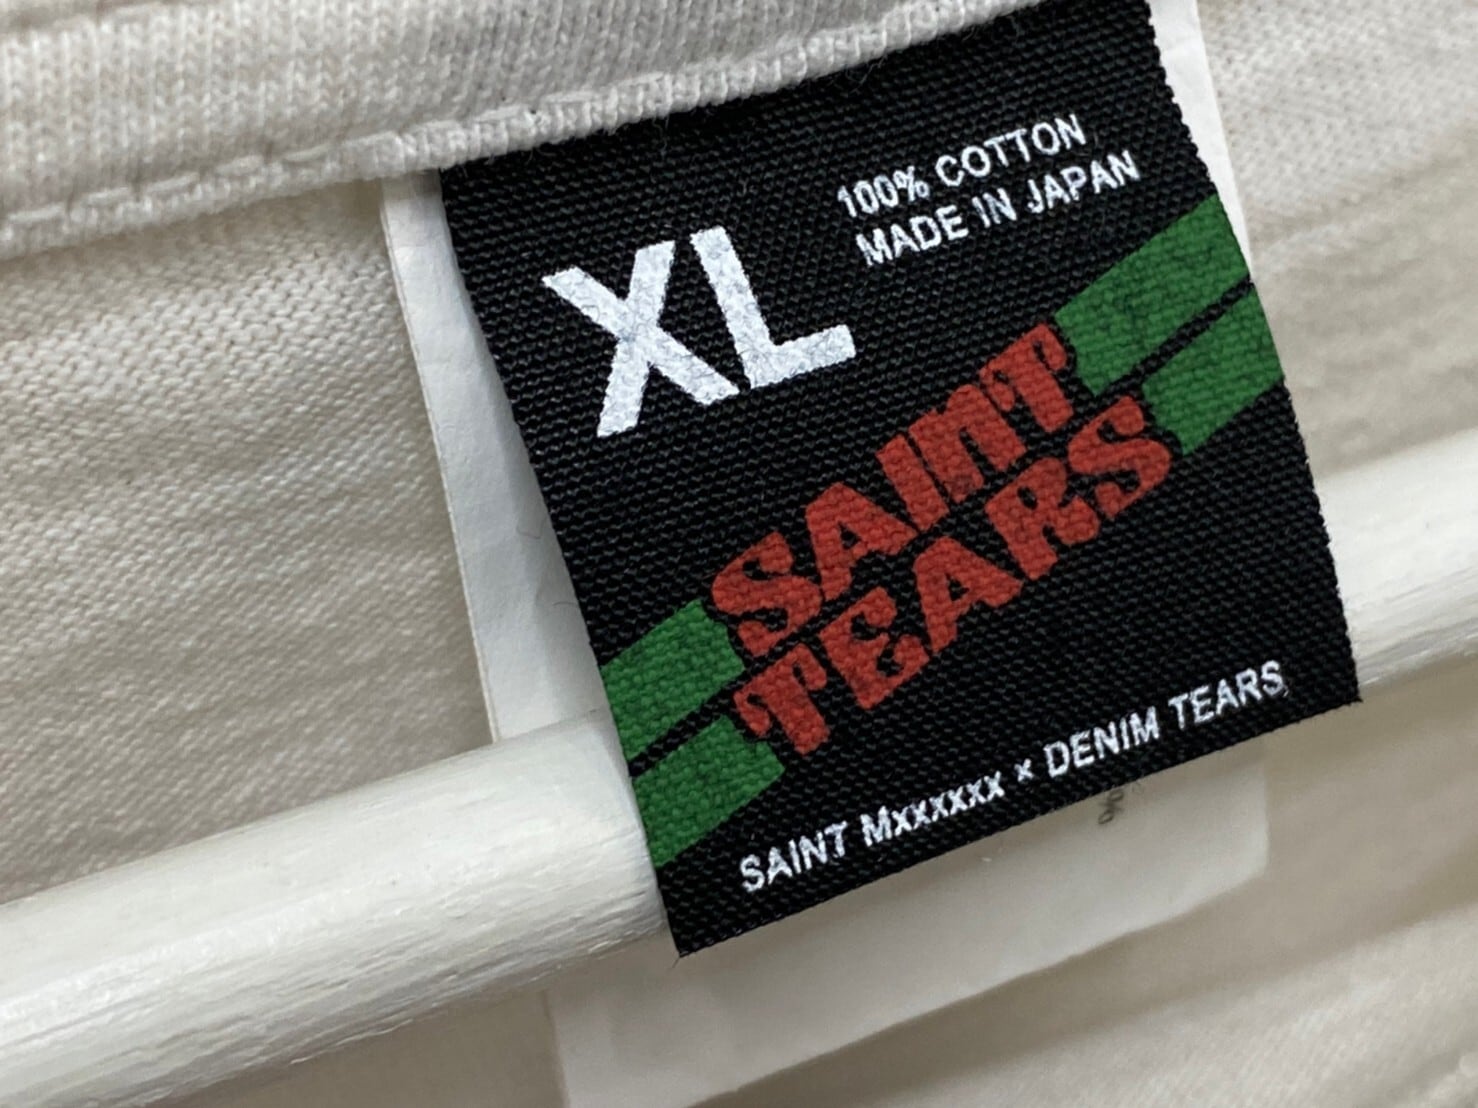 100% COTTON
MADE IN JAPAN
XL
SAINT
TEARS
SAINT Mxxxxxx × DENIM TEARS